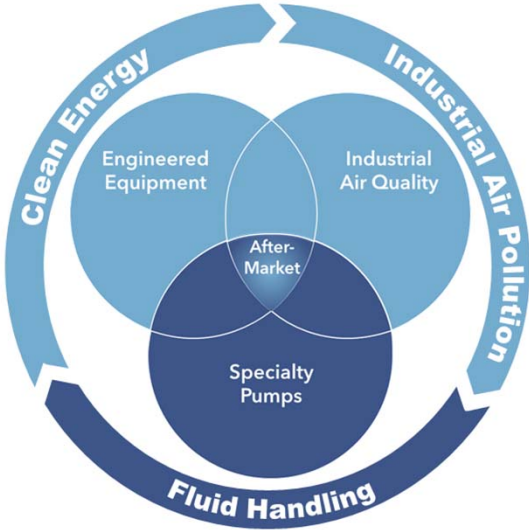 Clean Energy
Industrial Air Pollution
Engineered
Equipment
Industrial
Air Quality
After-
Market
Specialty
Pumps
Fluid Handling